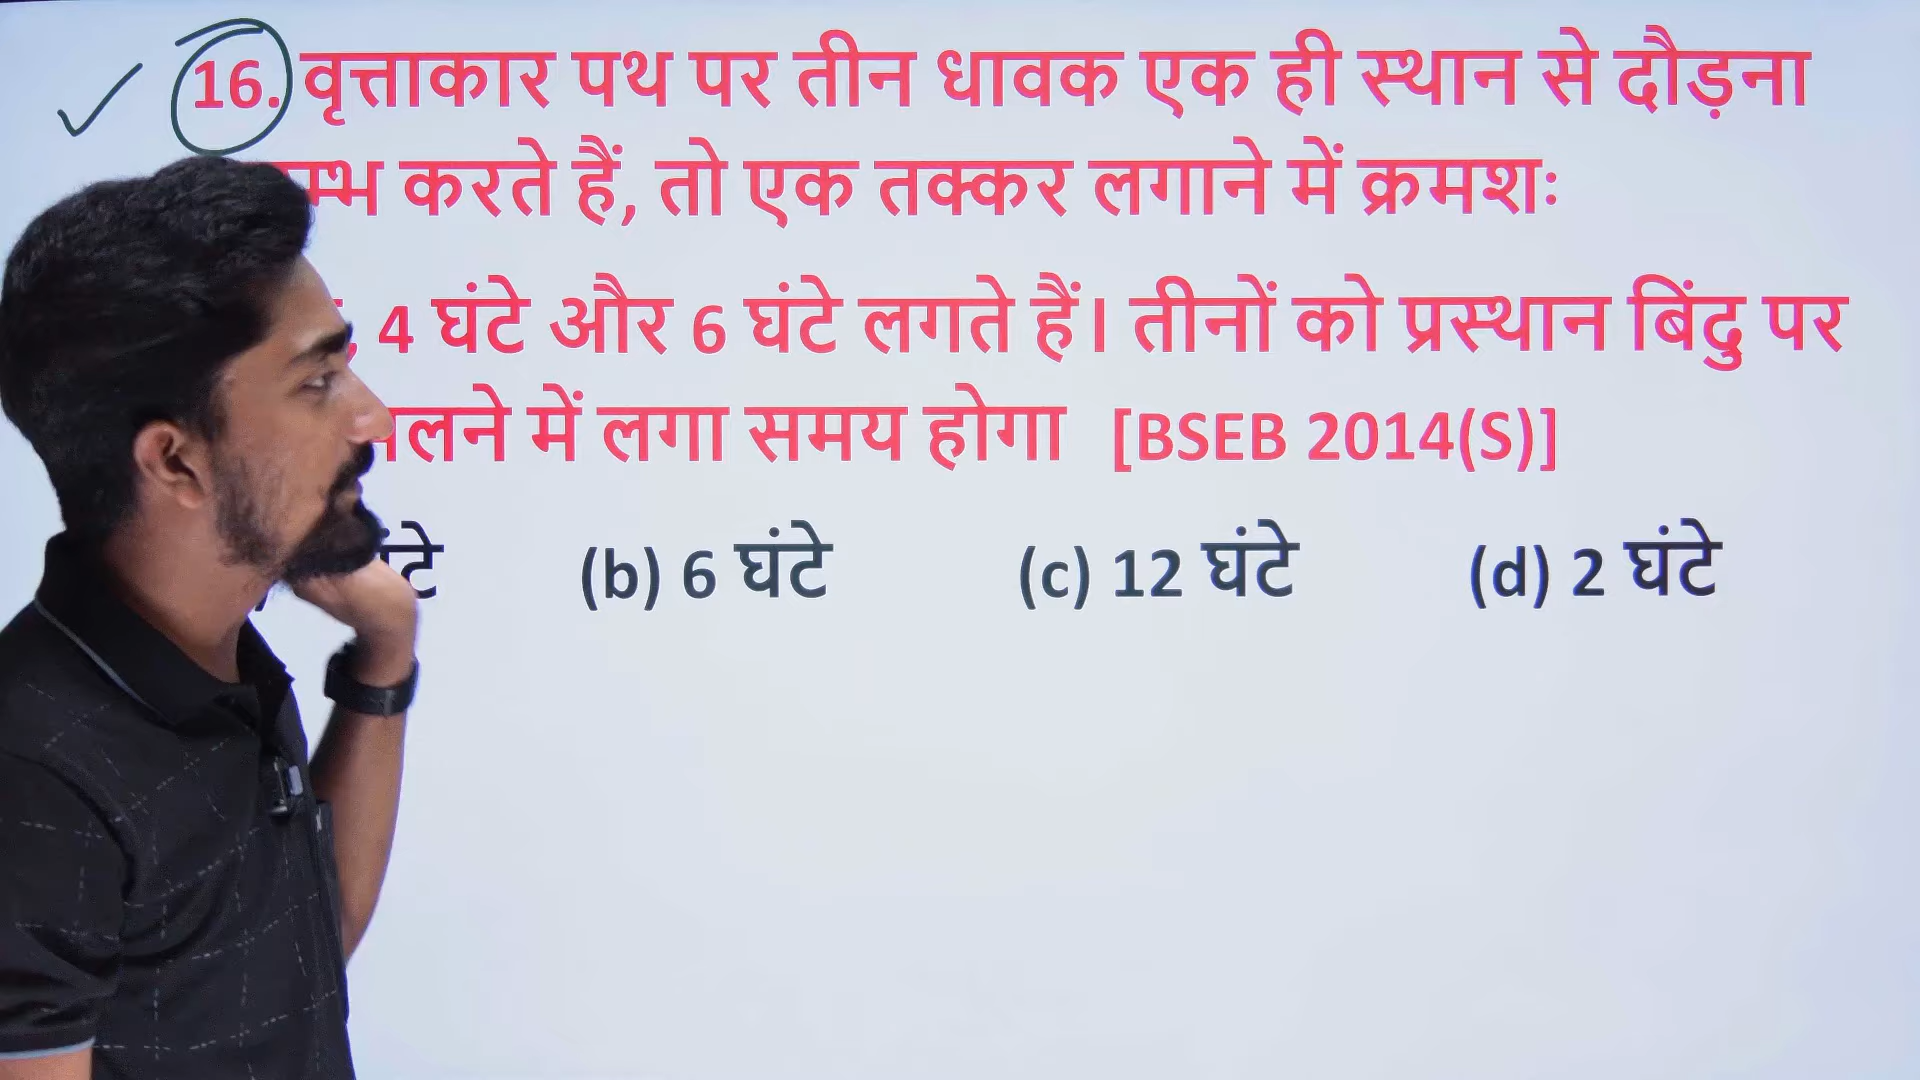 16. वृत्ताकार पथ पर तीन धावक एक ही स्थान से दौड़ना
करते हैं, तो एक तक्कर लगाने में क्रमशः
4 घंटे और 6 घंटे लगते हैं। तीनों को प्रस्थान बिंदु पर
में लगा समय होगा [BSEB 2014(S)]
(b) 6 घंटे (c) 12 घंटे (d) 2 घंटे